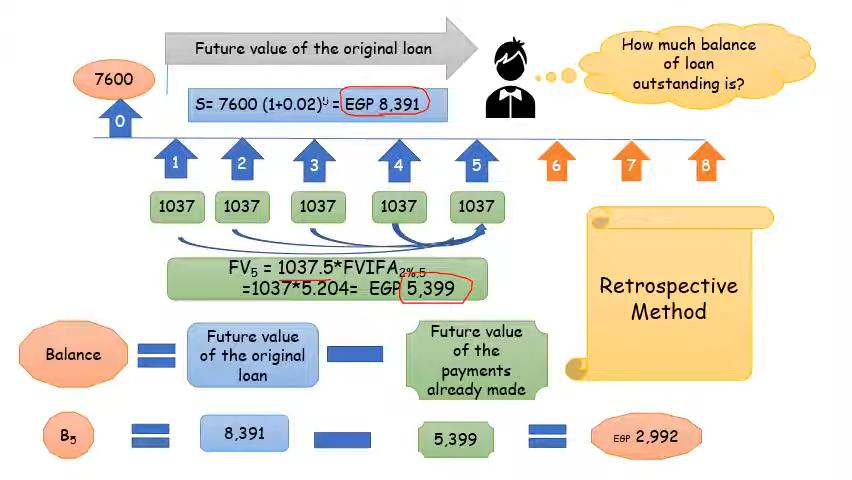 Future value of the original loan
How much balance
of loan
outstanding is?
7600
S= 7600 (1+0.02)⁵ = EGP 8,391
0
1
2
3
4
5
6
7
8
1037
1037
1037
1037
1037
FV5 = 1037.5*FVIFA2%,5
=1037*5.204= EGP 5,399
Retrospective
Method
Balance
Future value
of the original
loan
Future value
of the
payments
already made
B5
8,391
5,399
EGP 2,992